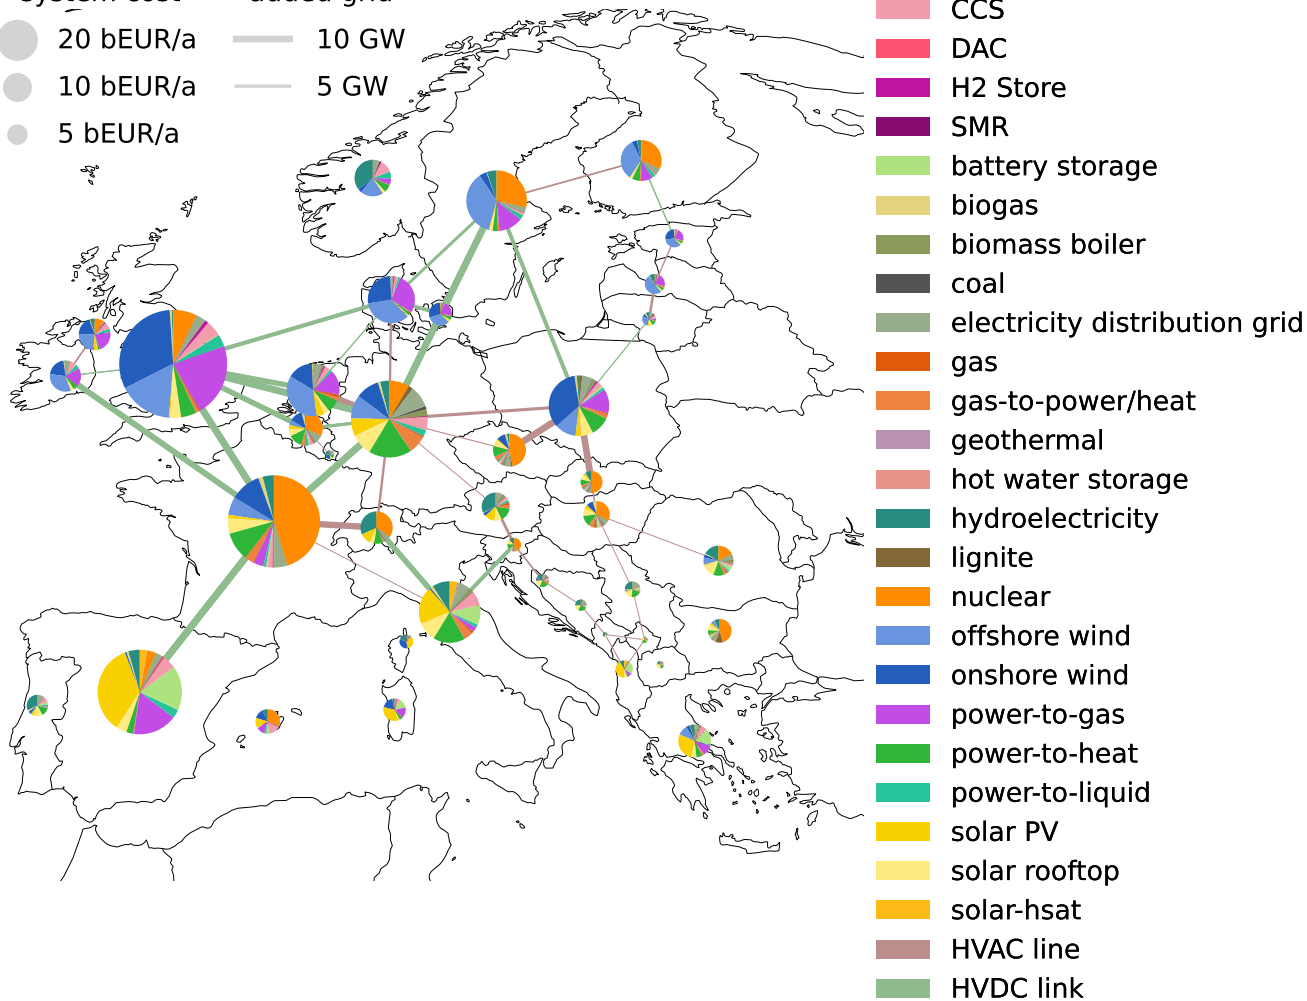 system cost added grid
20 bEUR/a 10 GW
10 bEUR/a 5 GW
5 bEUR/a
CCS
DAC
H2 Store
SMR
battery storage
biogas
biomass boiler
coal
electricity distribution grid
gas
gas-to-power/heat
geothermal
hot water storage
hydroelectricity
lignite
nuclear
offshore wind
onshore wind
power-to-gas
power-to-heat
power-to-liquid
solar PV
solar rooftop
solar-hsat
HVAC line
HVDC link